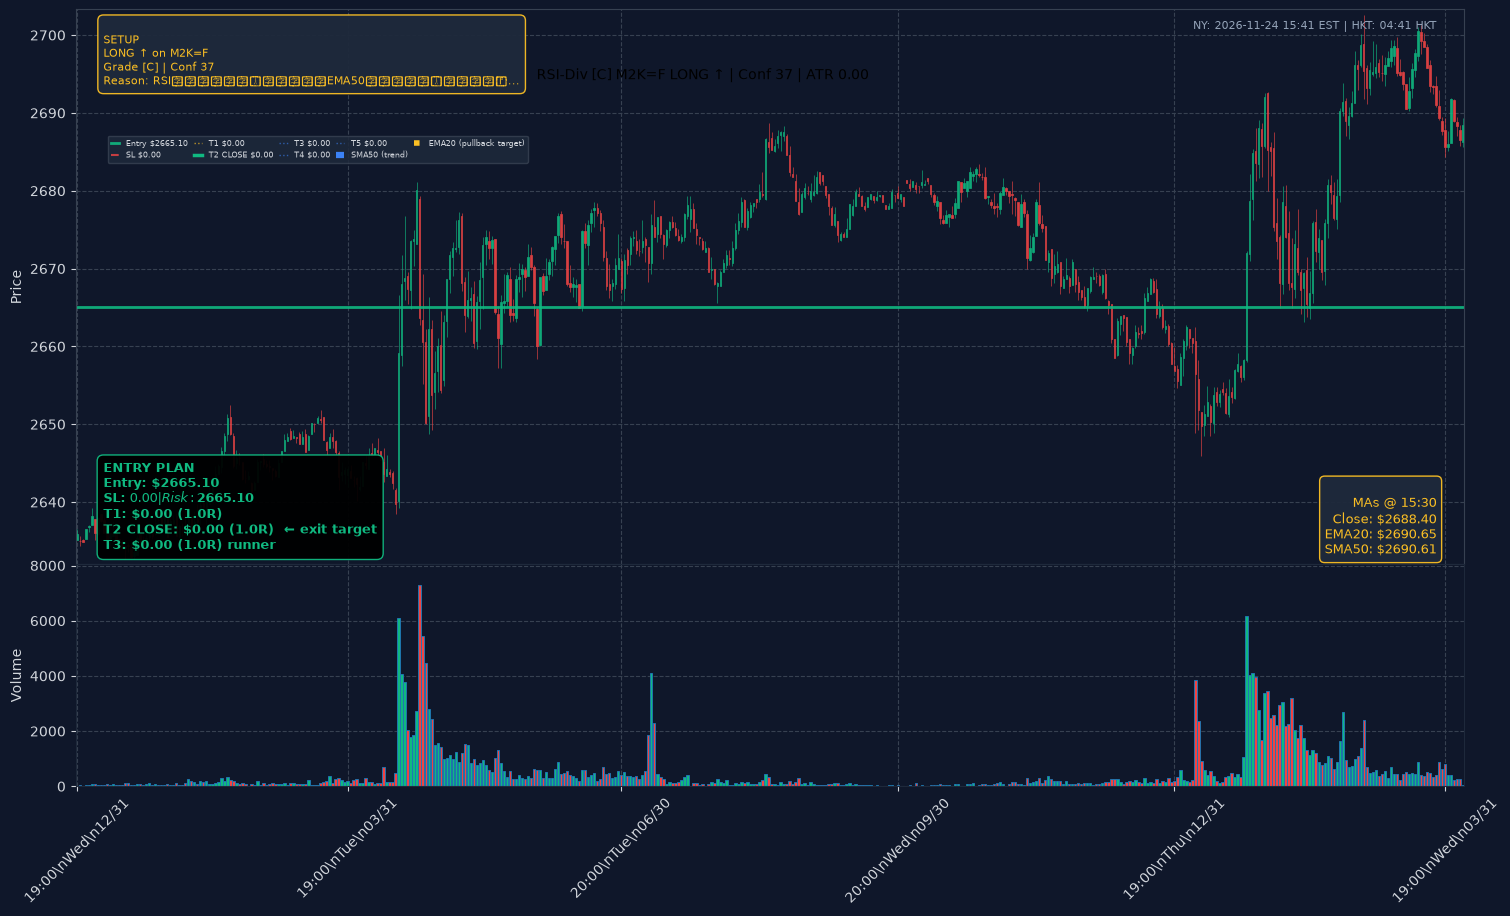 NY: 2026-11-24 15:41 EST | HKT: 04:41 HKT
SETUP
LONG ↑ on M2K=F
Grade [C] | Conf 37
Reason: RSI EMA50 ...
RSI-Div [C] M2K=F LONG ↑ | Conf 37 | ATR 0.00
Entry $2665.10 T1 $0.00 T3 $0.00 T5 $0.00 EMA20 (pullback target)
SL $0.00 T2 CLOSE $0.00 T4 $0.00 SMA50 (trend)
Price
2700
2690
2680
2670
2660
2650
2640
ENTRY PLAN
Entry: $2665.10
SL: 0.00|Risk:2665.10
T1: $0.00 (1.0R)
T2 CLOSE: $0.00 (1.0R) ← exit target
T3: $0.00 (1.0R) runner
MAs @ 15:30
Close: $2688.40
EMA20: $2690.65
SMA50: $2690.61
Volume
8000
6000
4000
2000
0
19:00\nWed\n12/31
19:00\nTue\n03/31
20:00\nTue\n06/30
20:00\nWed\n09/30
19:00\nThu\n12/31
19:00\nWed\n03/31